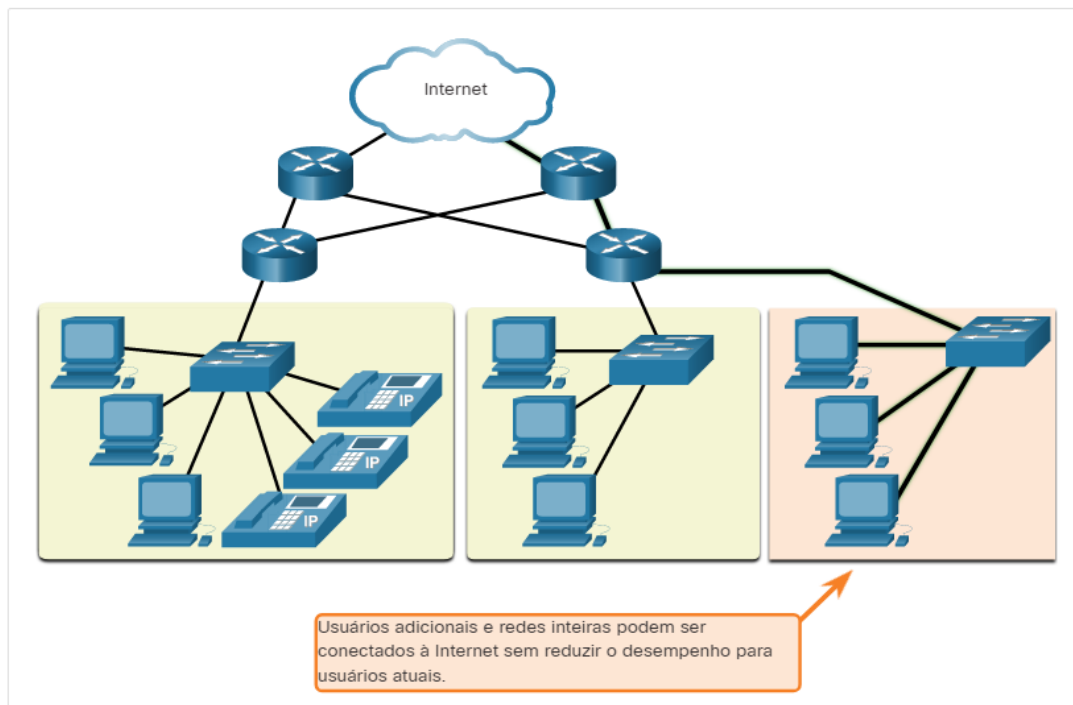 Internet
IP
IP
IP
Usuários adicionais e redes inteiras podem ser
conectados à Internet sem reduzir o desempenho para
usuários atuais.